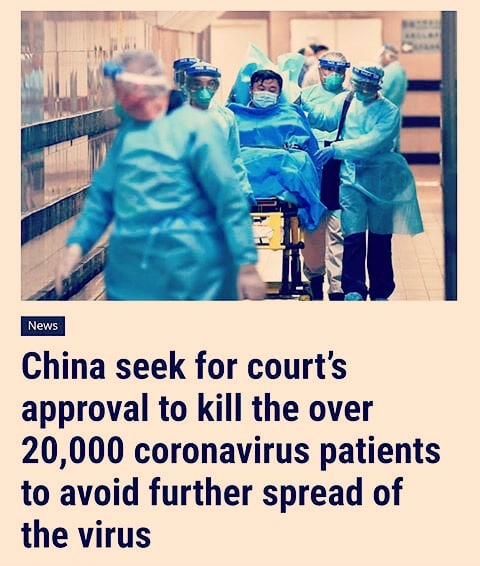 News
China seek for court's
approval to kill the over
20,000 coronavirus patients
to avoid further spread of
the virus